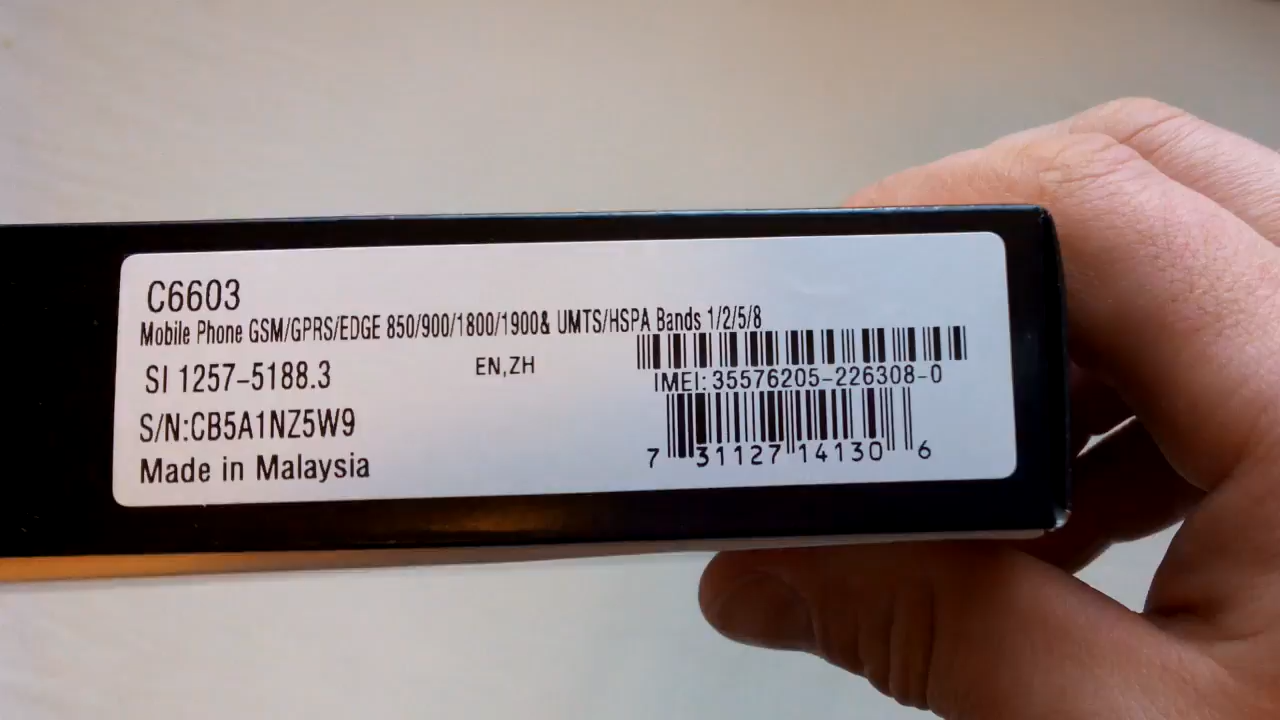 C6603
Mobile Phone GSM/GPRS/EDGE 850/900/1800/1900& UMTS/HSPA Bands 1/2/5/8
SI 1257-5188.3
EN,ZH
IMEI: 35576205-226308-0
S/N:CB5A1NZ5W9
7 31127 14130 6
Made in Malaysia